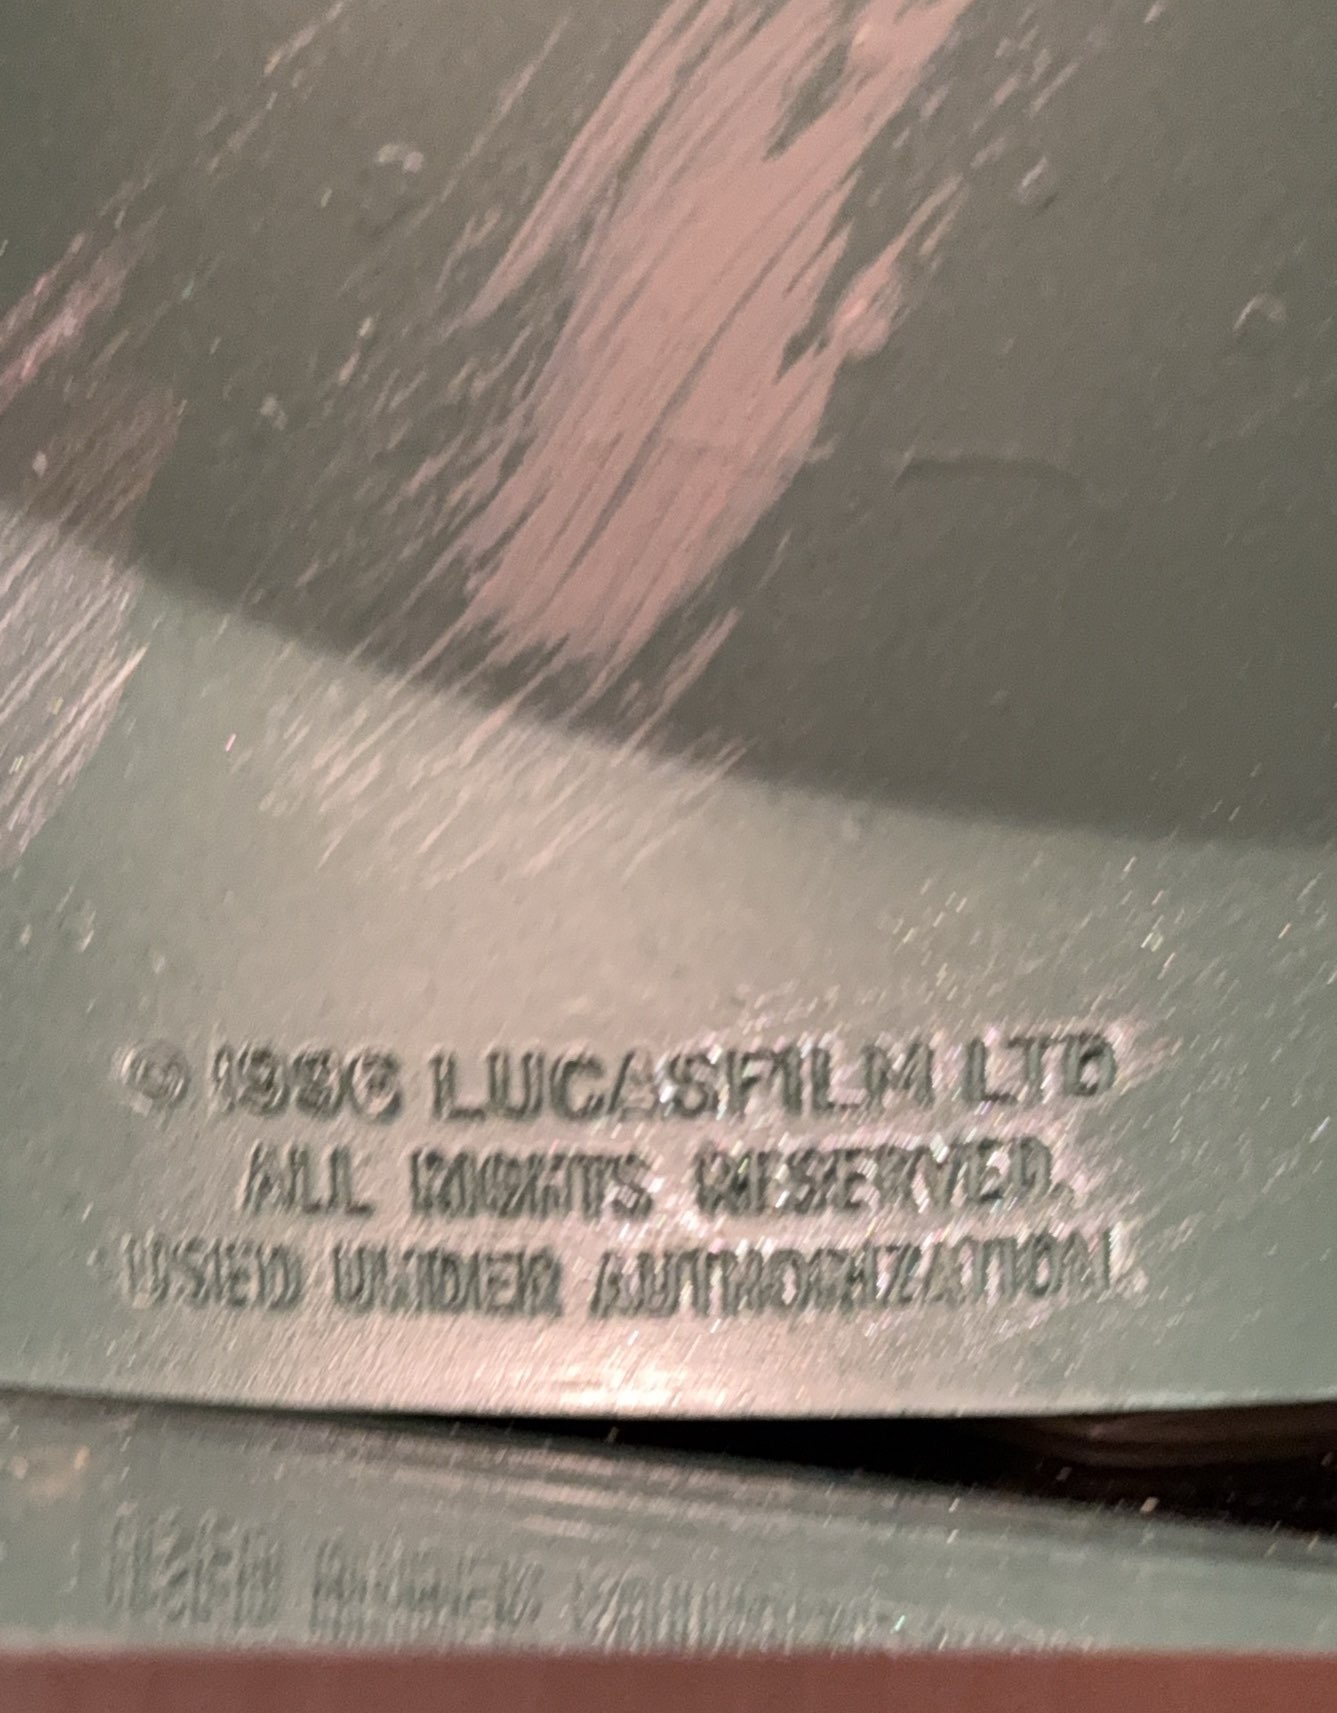 © LUCASFILM LTD
ALL RIGHTS RESERVED.
USED UNDER AUTHORIZATION.